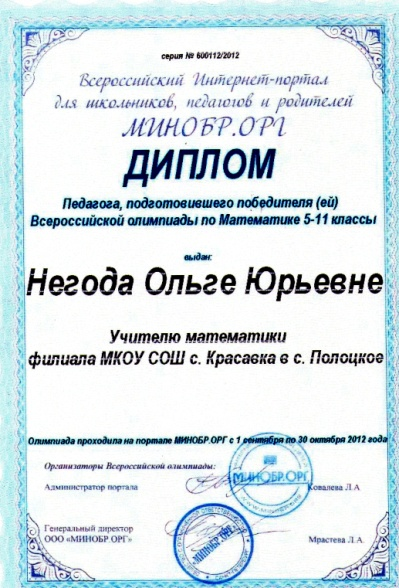 серия № 600112/2012
Всероссийский Интернет-портал
для школьников, педагогов и родителей
МИНОБР.ОРГ
ДИПЛОМ
Педагога, подготовившего победителя (ей)
Всероссийской олимпиады по Математике 5-11 классы
выдан:
Негода Ольге Юрьевне
Учителю математики
филиала МКОУ СОШ с. Красавка в с. Полоцкое
Олимпиада проходила на портале МИНОБР.ОРГ с 1 сентября по 30 октября 2012 года
Организаторы Всероссийской олимпиады:
МИНОБР.ОРГ
Администратор портала
Ковалева Л.А.
Генеральный директор
ООО «МИНОБР.ОРГ»
Мрастева Л.А.